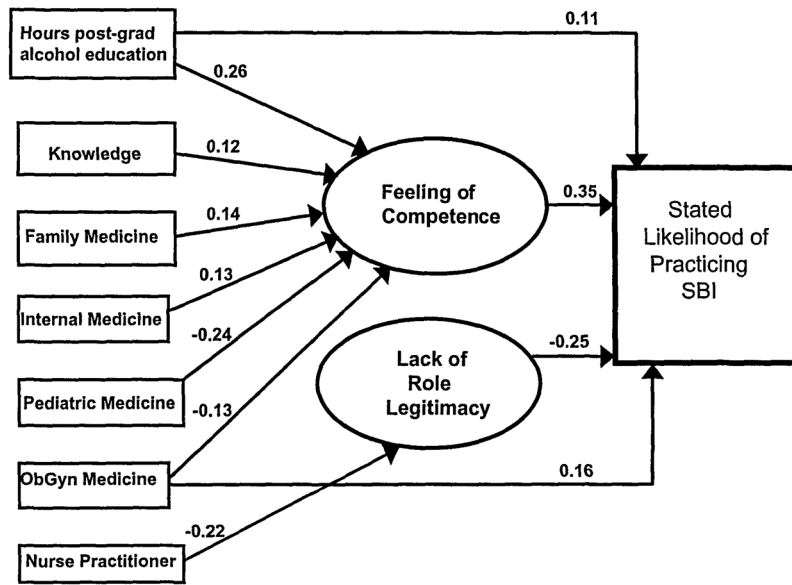 Hours post-grad
alcohol education
0.11
0.26
Knowledge
0.12
Feeling of
Competence
0.35
Stated
Likelihood of
Practicing
SBI
Family Medicine
0.14
Internal Medicine
0.13
-0.24
Lack of
Role
Legitimacy
-0.25
Pediatric Medicine
-0.13
ObGyn Medicine
0.16
-0.22
Nurse Practitioner